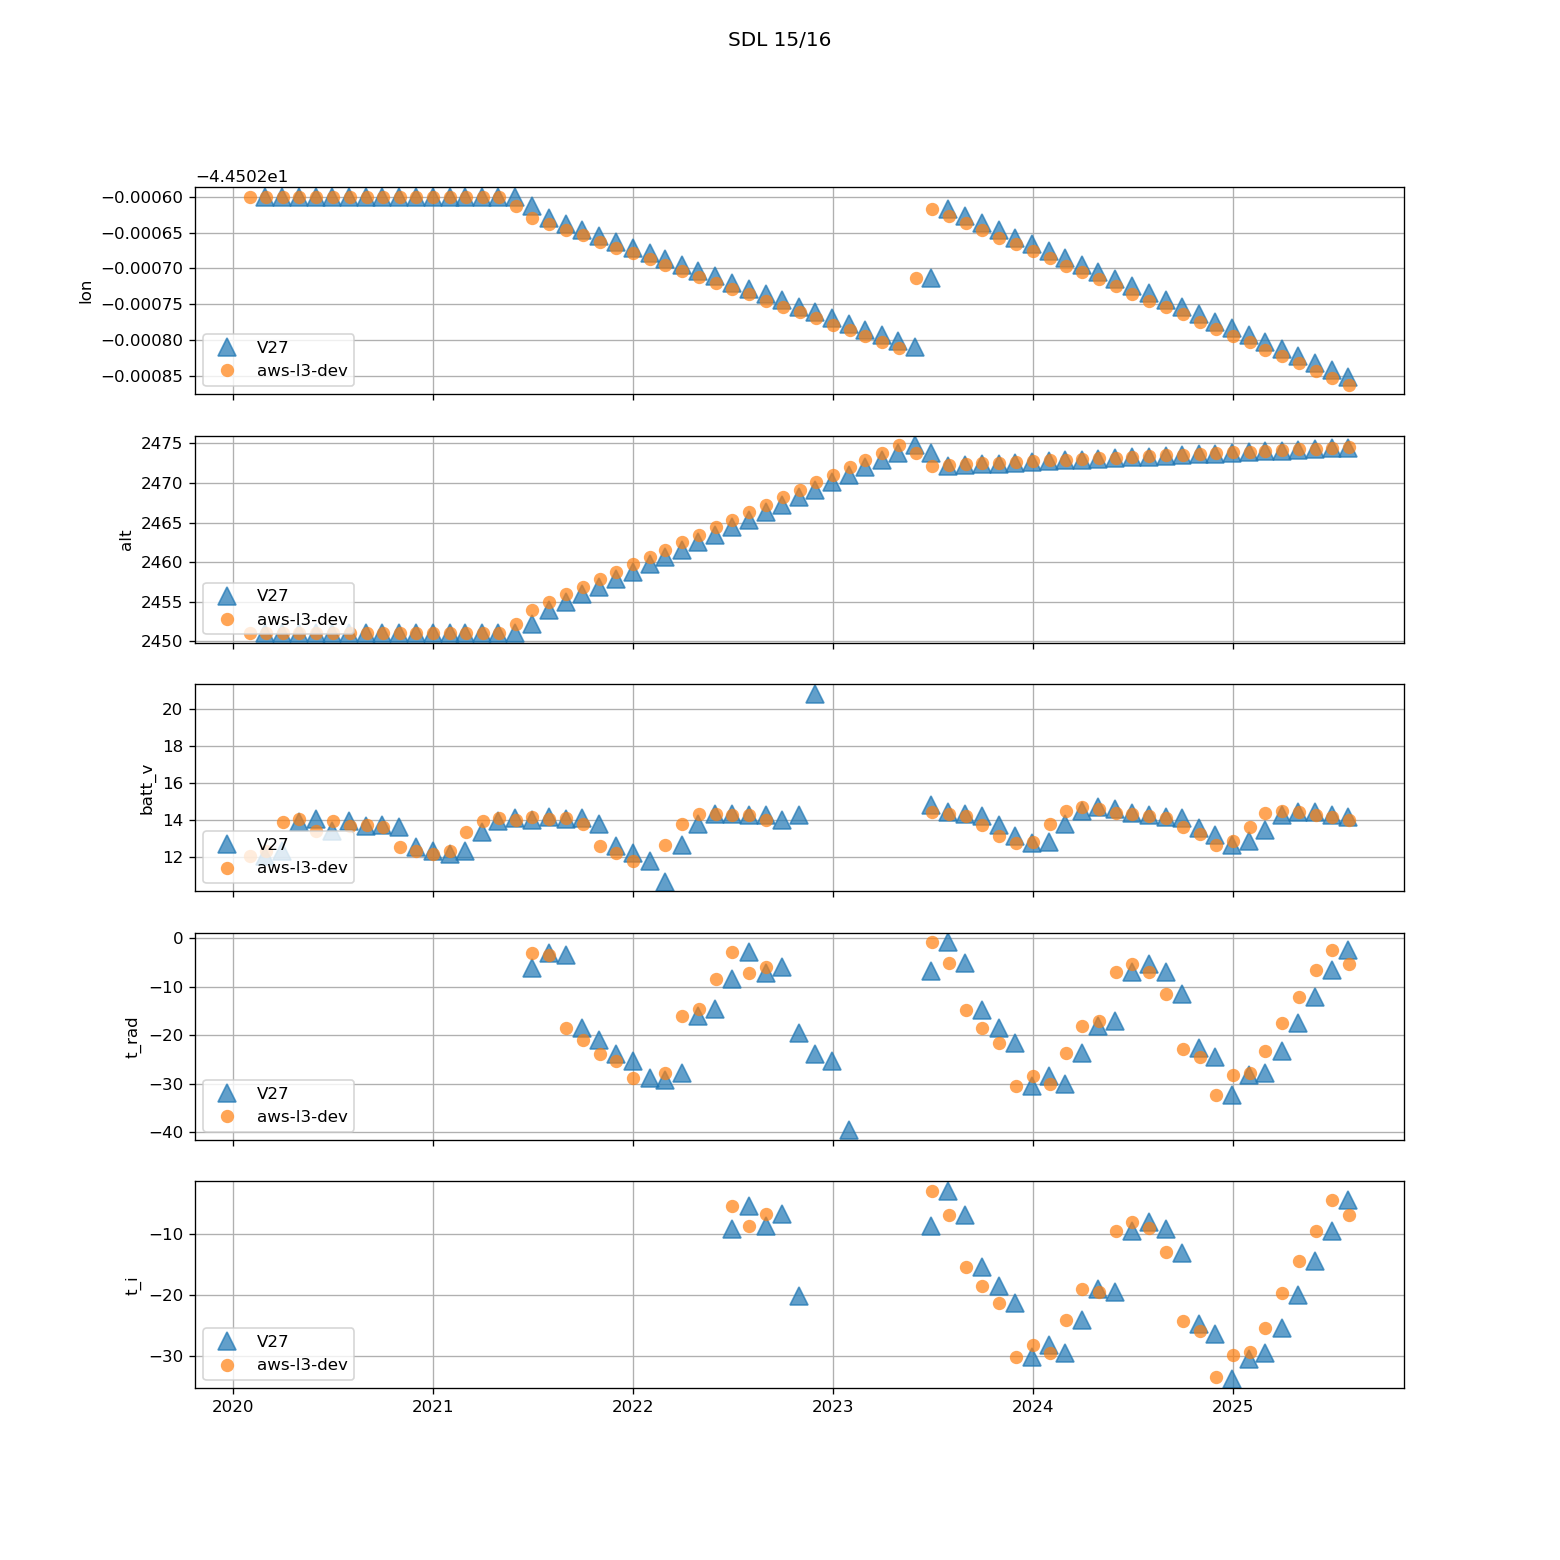 SDL 15/16
−4.4502e1
−0.00060
−0.00065
−0.00070
−0.00075
−0.00080
−0.00085
lon
V27
aws-l3-dev
2475
2470
2465
2460
2455
2450
alt
V27
aws-l3-dev
20
18
16
14
12
batt_v
V27
aws-l3-dev
0
−10
−20
−30
−40
t_rad
V27
aws-l3-dev
−10
−20
−30
t_i
V27
aws-l3-dev
2020 2021 2022 2023 2024 2025